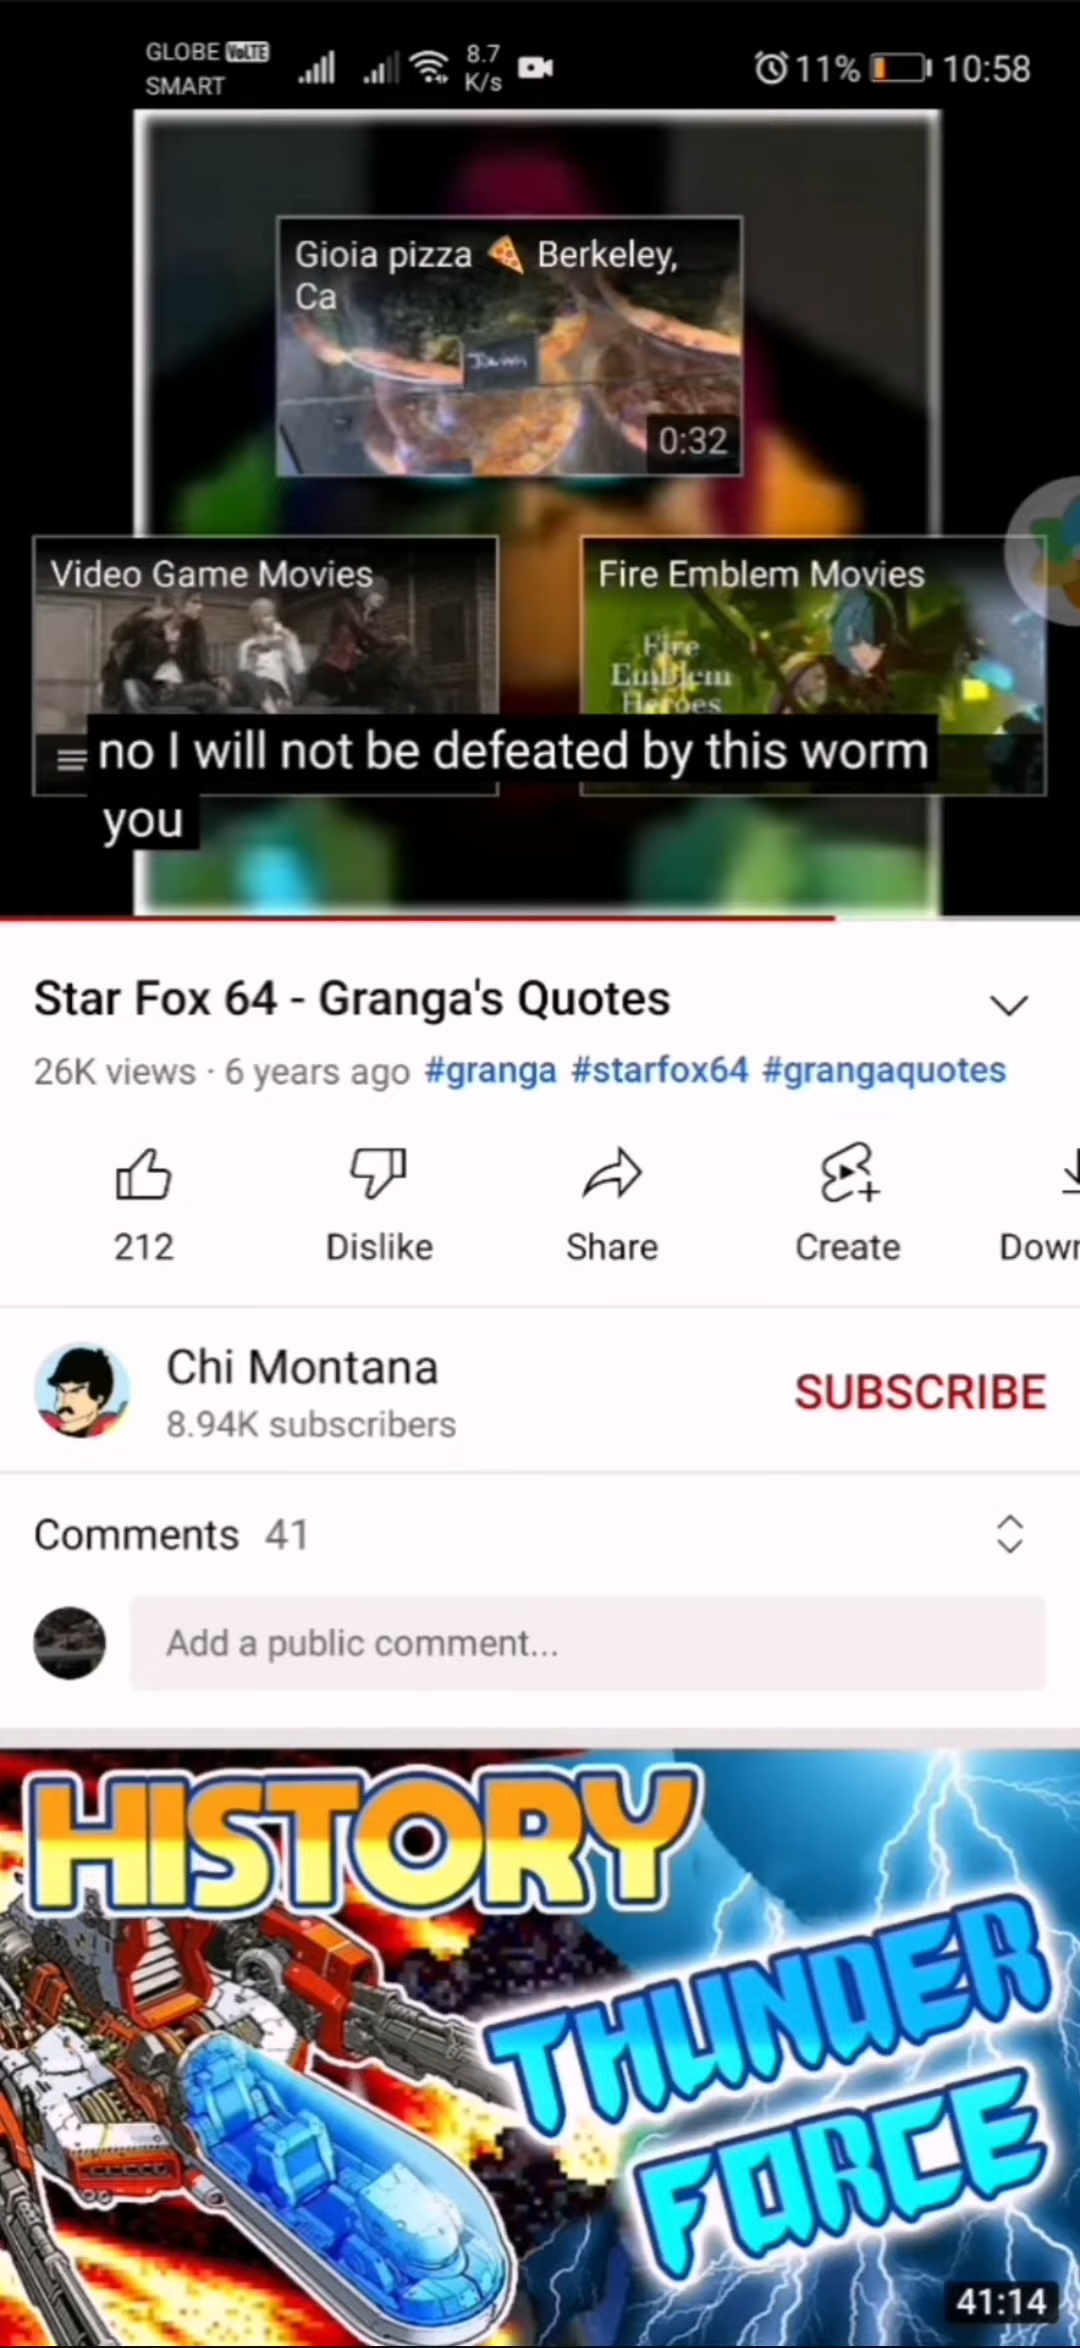 GLOBE VoLTE
SMART
8.7
K/s
11%
10:58
Gioia pizza 🍕 Berkeley,
Ca
0:32
Video Game Movies
Fire Emblem Movies
Fire
Emblem
Heroes
no I will not be defeated by this worm
you
Star Fox 64 - Granga's Quotes
26K views · 6 years ago #granga #starfox64 #grangaquotes
212
Dislike
Share
Create
Down
Chi Montana
8.94K subscribers
SUBSCRIBE
Comments 41
Add a public comment...
HISTORY
THUNDER
FORCE
41:14